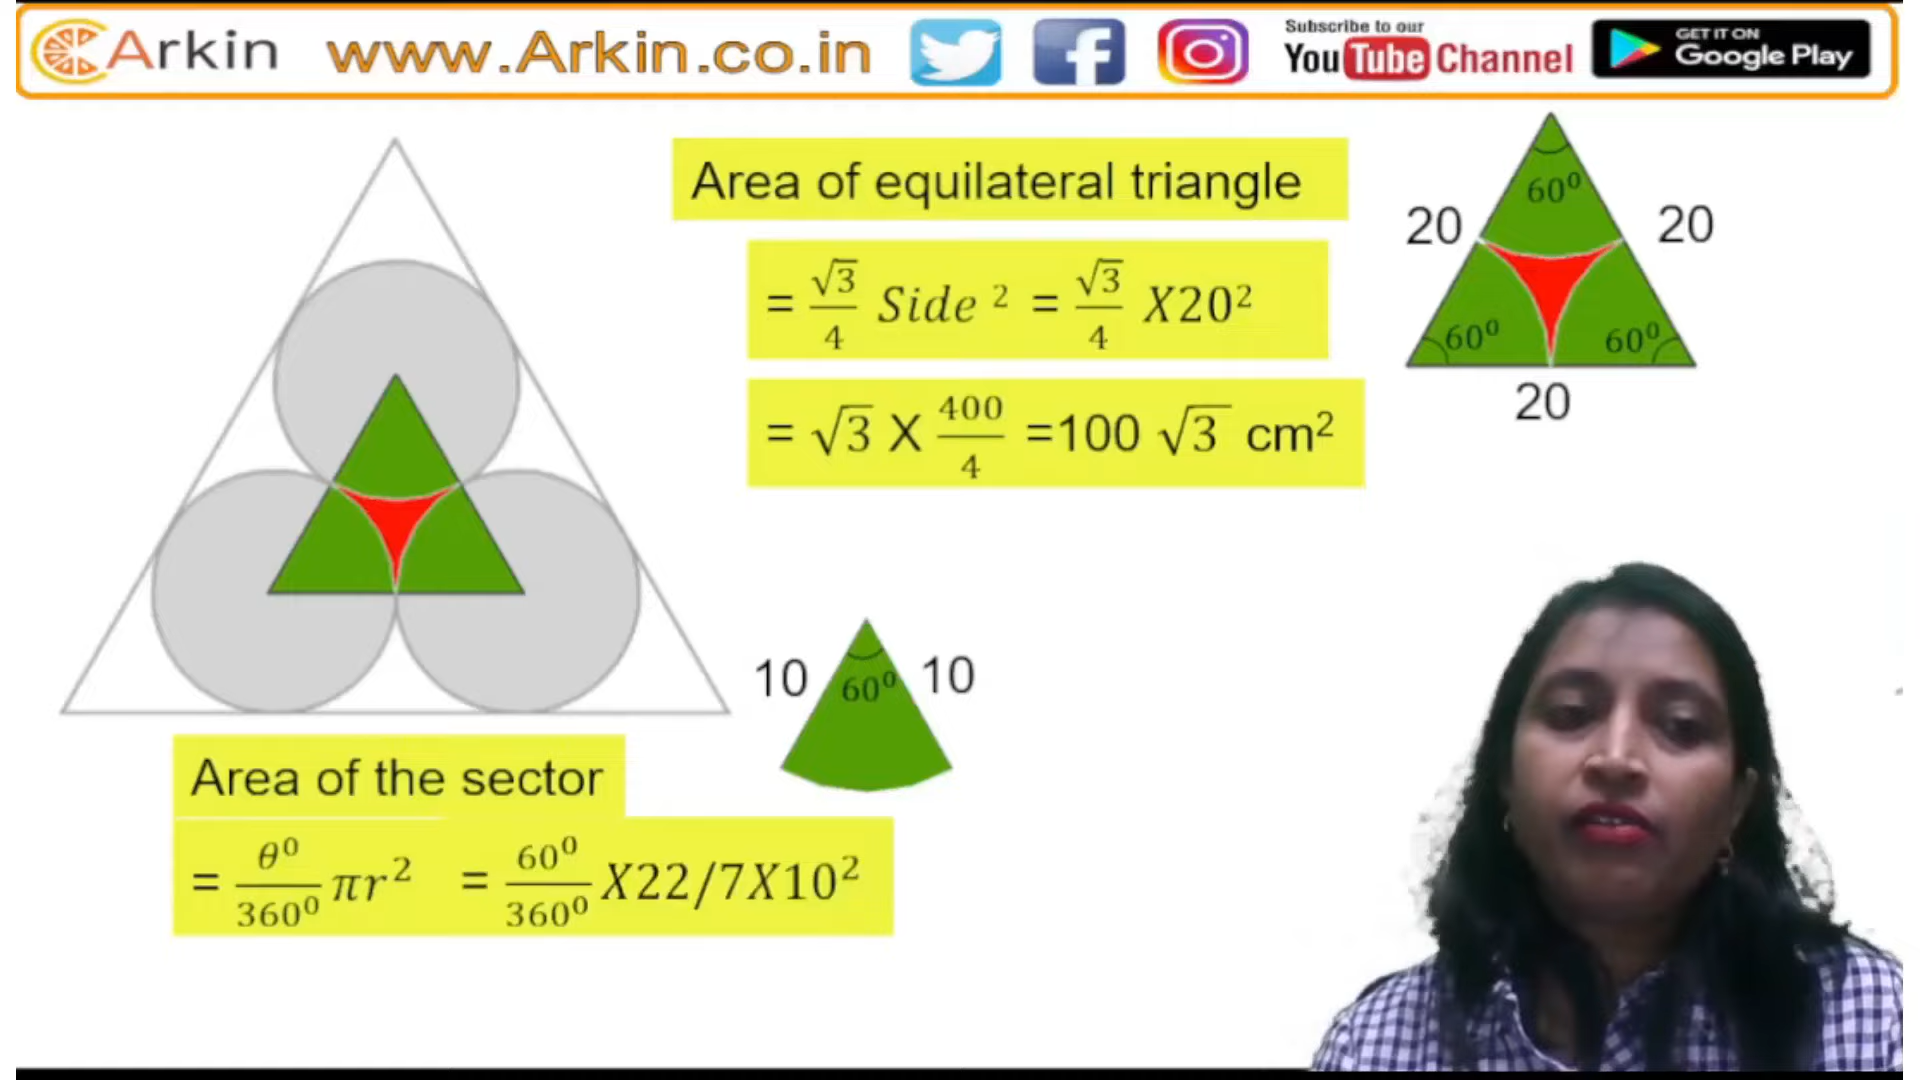 Arkin www.Arkin.co.in Subscribe to our YouTube Channel GET IT ON Google Play
Area of equilateral triangle
= √3/4 Side ² = √3/4 X20²
= √3 X 400/4 =100 √3 cm²
60⁰
20 20
60⁰ 60⁰
20
10 60⁰ 10
Area of the sector
= θ⁰/360⁰ πr² = 60⁰/360⁰ X22/7X10²